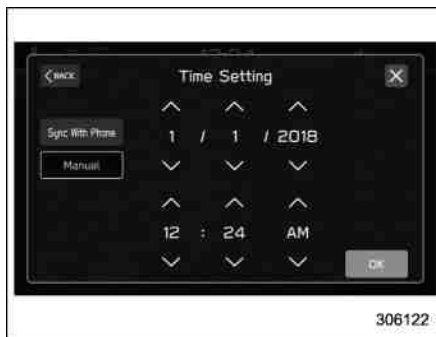 BACK
Time Setting
Sync With Phone
1 / 1 / 2018
Manual
12 : 24 AM
OK
306122